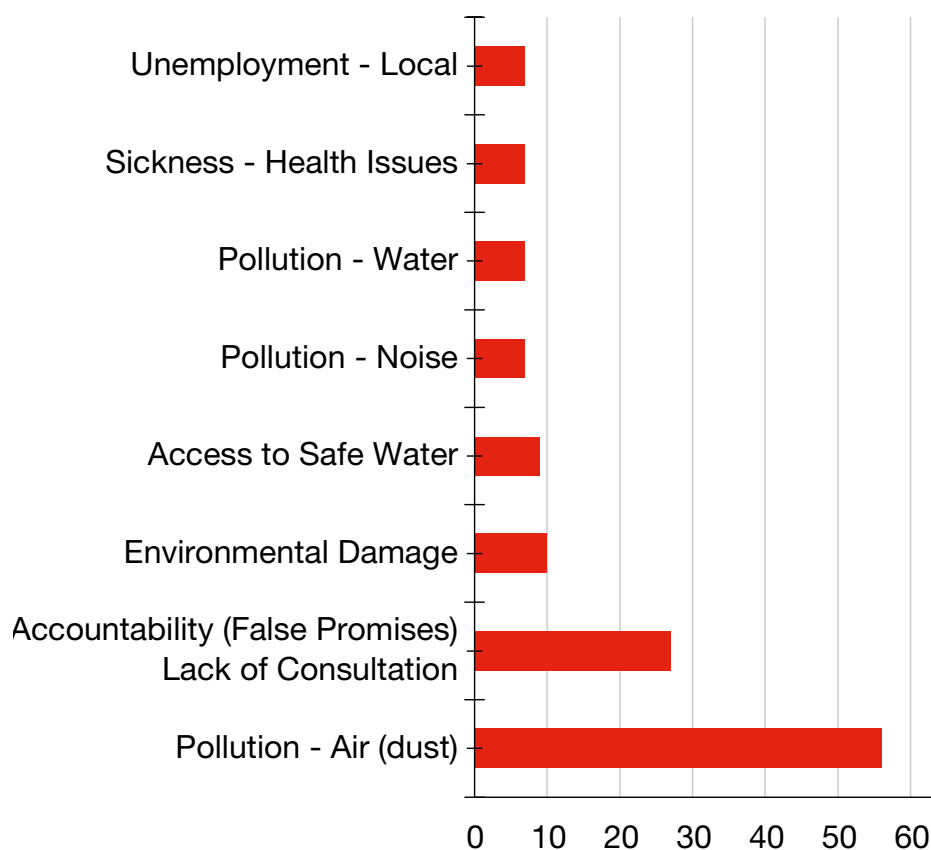 Unemployment - Local
Sickness - Health Issues
Pollution - Water
Pollution - Noise
Access to Safe Water
Environmental Damage
Accountability (False Promises)
Lack of Consultation
Pollution - Air (dust)
0 10 20 30 40 50 60